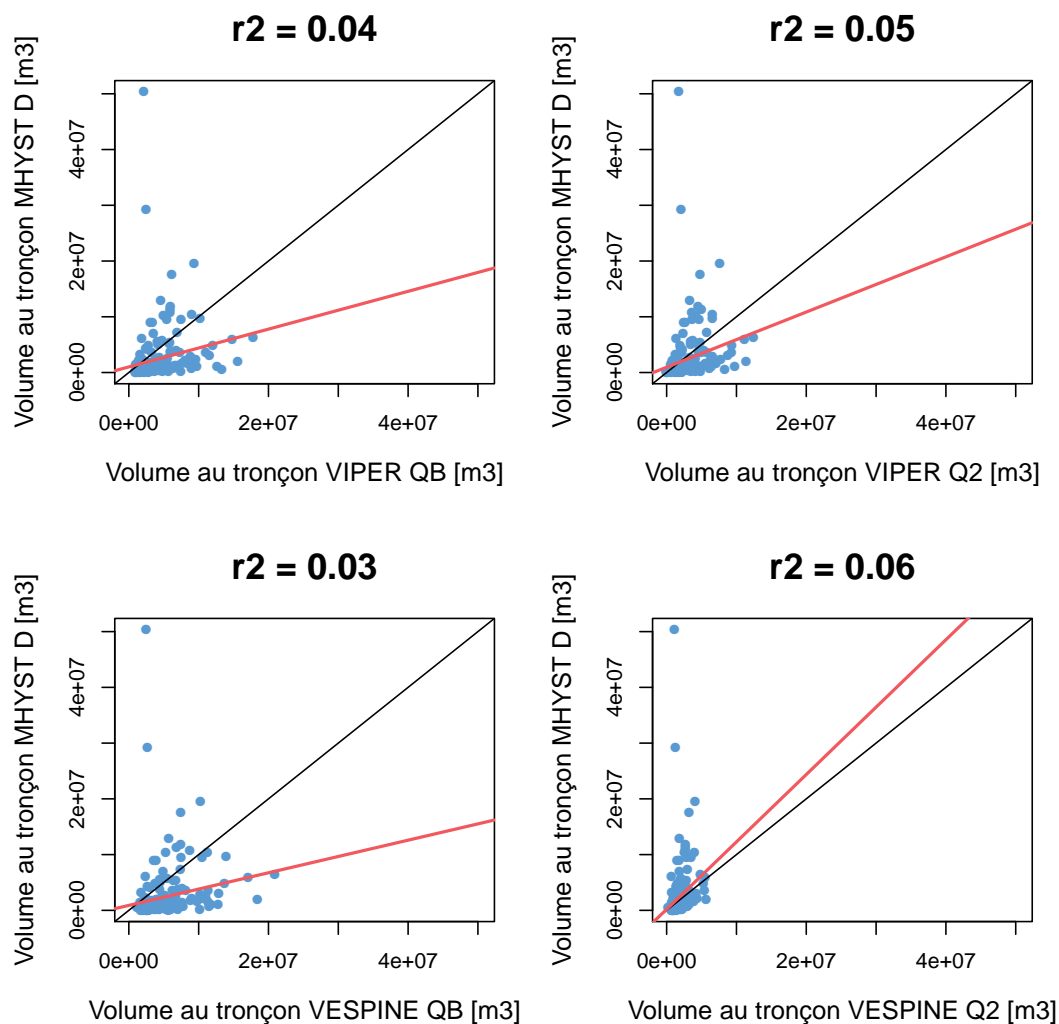 r2 = 0.04
Volume au tronçon MHYST D [m3]
4e+07
2e+07
0e+00
0e+00 2e+07 4e+07
Volume au tronçon VIPER QB [m3]
r2 = 0.05
Volume au tronçon MHYST D [m3]
4e+07
2e+07
0e+00
0e+00 2e+07 4e+07
Volume au tronçon VIPER Q2 [m3]
r2 = 0.03
Volume au tronçon MHYST D [m3]
4e+07
2e+07
0e+00
0e+00 2e+07 4e+07
Volume au tronçon VESPINE QB [m3]
r2 = 0.06
Volume au tronçon MHYST D [m3]
4e+07
2e+07
0e+00
0e+00 2e+07 4e+07
Volume au tronçon VESPINE Q2 [m3]